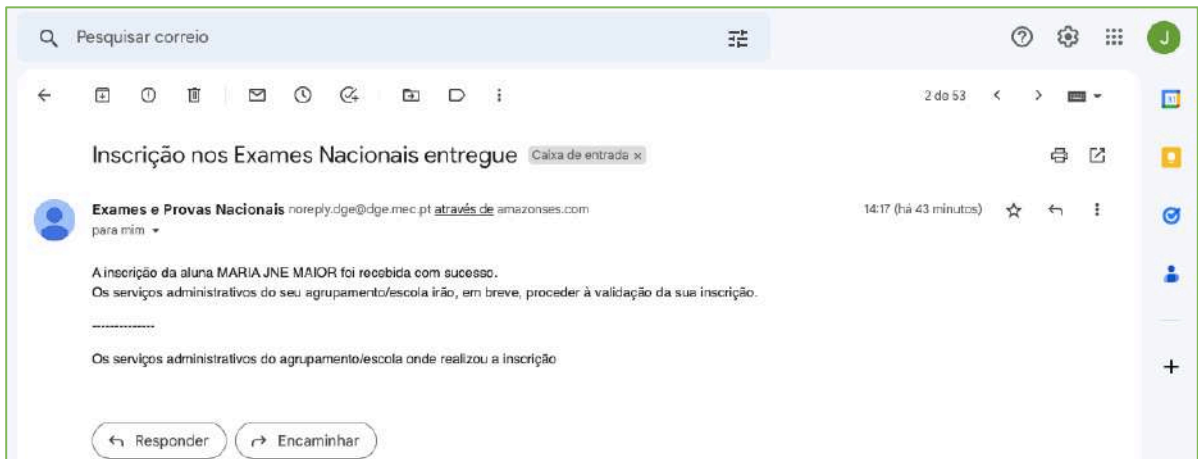 Pesquisar correio
J
2 de 53
Inscrição nos Exames Nacionais entregue Caixa de entrada x
Exames e Provas Nacionais noreply.dge@dge.mec.pt através de amazonses.com
14:17 (há 43 minutos)
para mim
A inscrição da aluna MARIA JNE MAIOR foi recebida com sucesso.
Os serviços administrativos do seu agrupamento/escola irão, em breve, proceder à validação da sua inscrição.
--------------
Os serviços administrativos do agrupamento/escola onde realizou a inscrição
Responder
Encaminhar